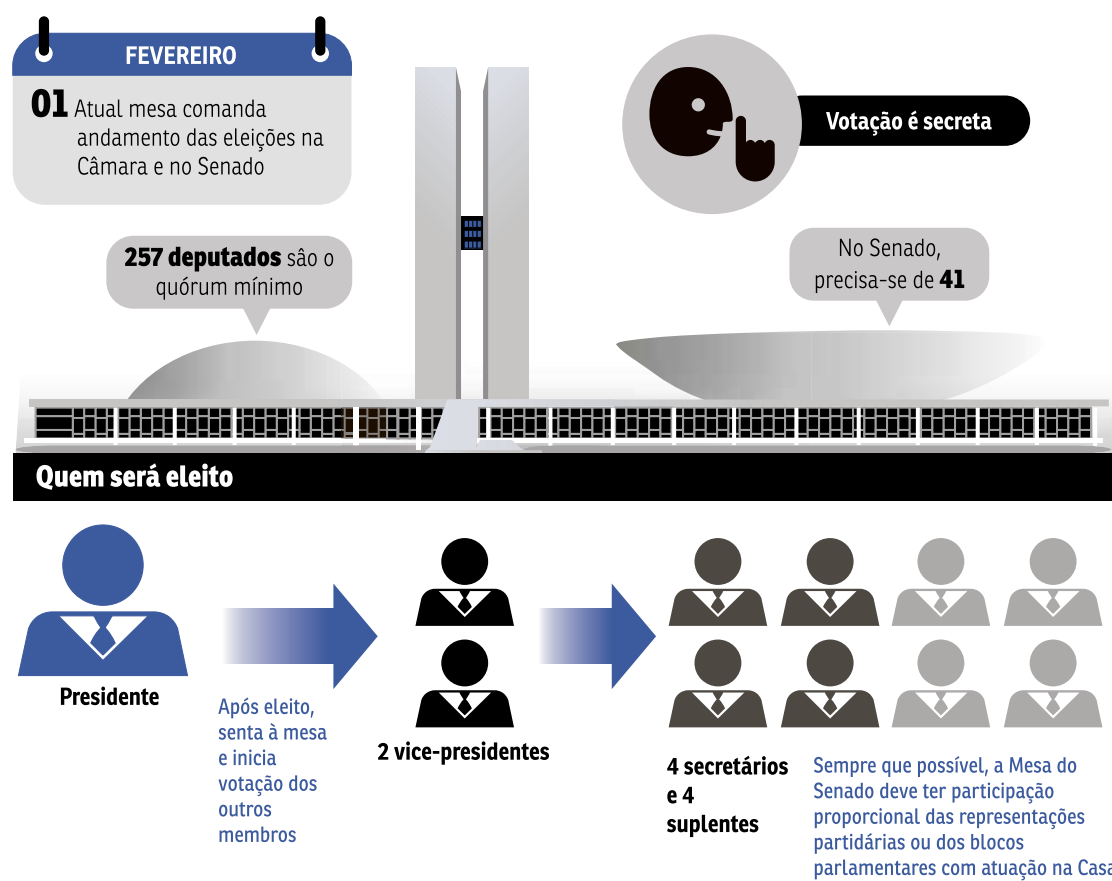 FEVEREIRO
01 Atual mesa comanda
andamento das eleições na
Câmara e no Senado
Votação é secreta
257 deputados sâo o
quórum mínimo
No Senado,
precisa-se de 41
Quem será eleito
Presidente
Após eleito,
senta à mesa
e inicia
votação dos
outros
membros
2 vice-presidentes
4 secretários
e 4
suplentes
Sempre que possível, a Mesa do
Senado deve ter participação
proporcional das representações
partidárias ou dos blocos
parlamentares com atuação na Casa